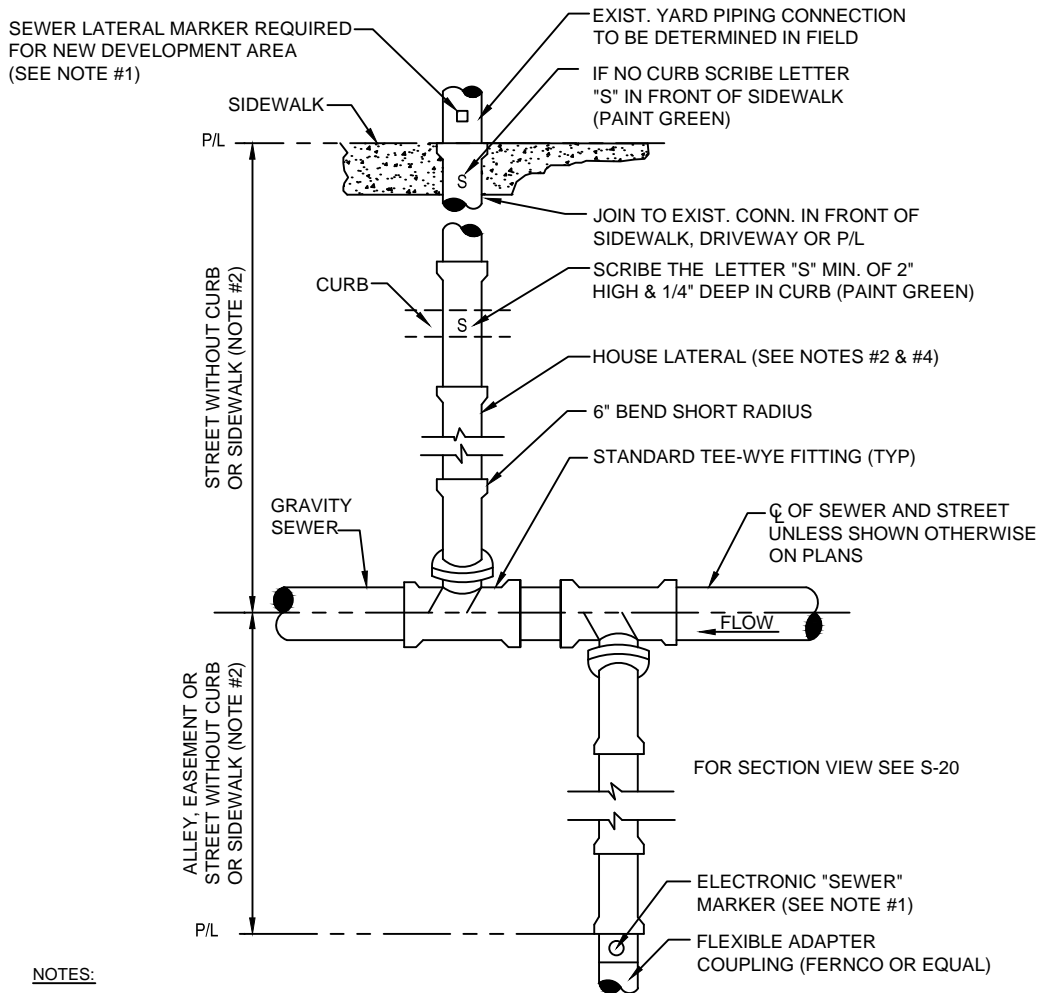 SEWER LATERAL MARKER REQUIRED
FOR NEW DEVELOPMENT AREA
(SEE NOTE #1)
EXIST. YARD PIPING CONNECTION
TO BE DETERMINED IN FIELD
IF NO CURB SCRIBE LETTER
"S" IN FRONT OF SIDEWALK
(PAINT GREEN)
SIDEWALK
P/L
S
JOIN TO EXIST. CONN. IN FRONT OF
SIDEWALK, DRIVEWAY OR P/L
SCRIBE THE LETTER "S" MIN. OF 2"
HIGH & 1/4" DEEP IN CURB (PAINT GREEN)
CURB
S
HOUSE LATERAL (SEE NOTES #2 & #4)
6" BEND SHORT RADIUS
STANDARD TEE-WYE FITTING (TYP)
STREET WITHOUT CURB
OR SIDEWALK (NOTE #2)
GRAVITY
SEWER
℄ OF SEWER AND STREET
UNLESS SHOWN OTHERWISE
ON PLANS
FLOW
ALLEY, EASEMENT OR
STREET WITHOUT CURB
OR SIDEWALK (NOTE #2)
FOR SECTION VIEW SEE S-20
ELECTRONIC "SEWER"
MARKER (SEE NOTE #1)
P/L
FLEXIBLE ADAPTER
COUPLING (FERNCO OR EQUAL)
NOTES: